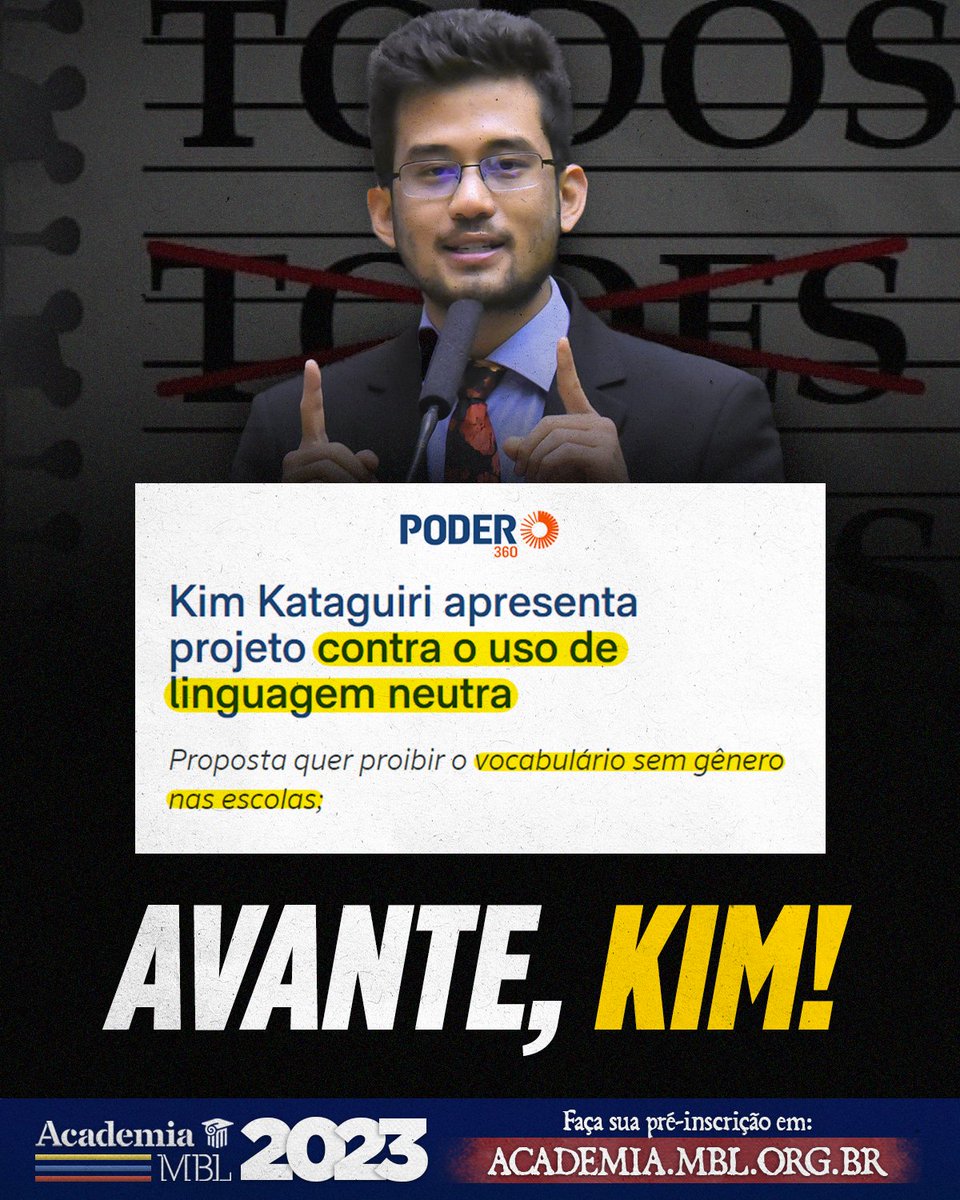 TODOS
TODES
PODER
360
Kim Kataguiri apresenta
projeto contra o uso de
linguagem neutra
Proposta quer proibir o vocabulário sem gênero
nas escolas;
AVANTE, KIM!
Academia
MBL
2023
Faça sua pré-inscrição em:
ACADEMIA.MBL.ORG.BR